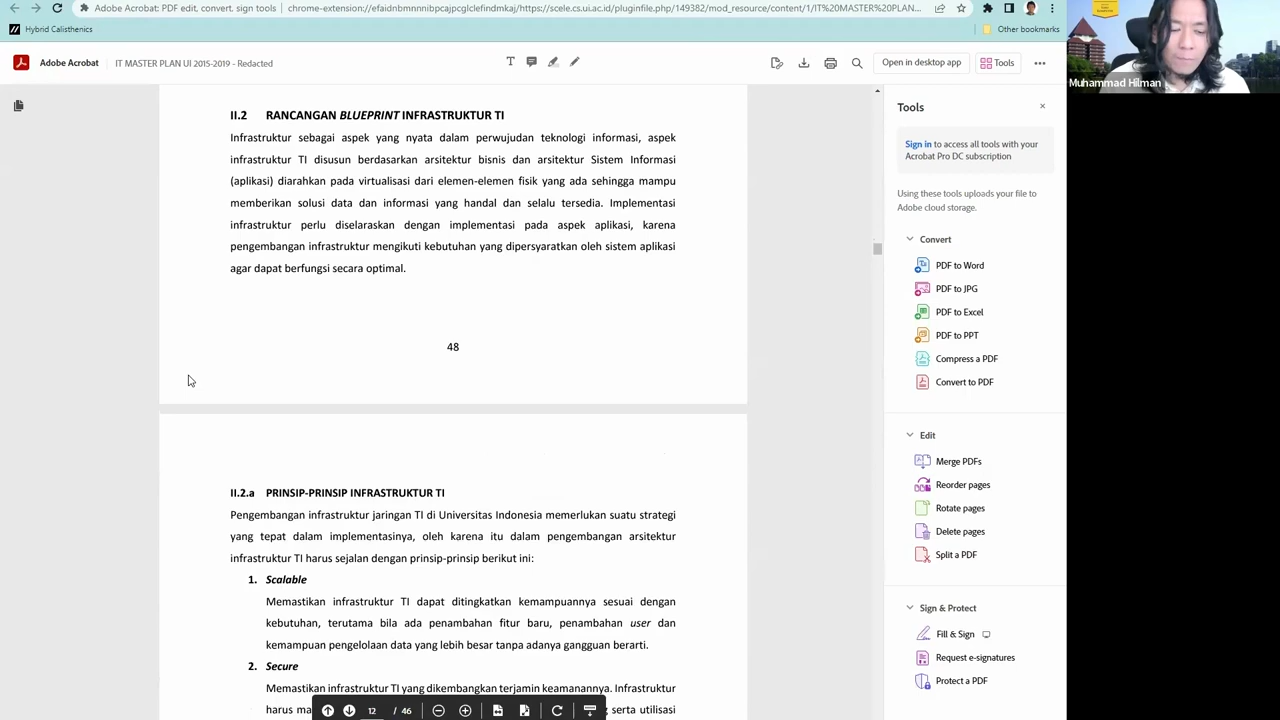 Adobe Acrobat: PDF edit, convert, sign tools
chrome-extension://efaidnbmnnnibpcajpcglclefindmkaj/https://scele.cs.ui.ac.id/pluginfile.php/149382/mod_resource/content/1/IT%20MASTER%20PLAN...
Hybrid Calisthenics
Other bookmarks
Adobe Acrobat
IT MASTER PLAN UI 2015-2019 - Redacted
Open in desktop app
Tools
Muhammad Hilman
II.2 RANCANGAN BLUEPRINT INFRASTRUKTUR TI
Infrastruktur sebagai aspek yang nyata dalam perwujudan teknologi informasi, aspek
infrastruktur TI disusun berdasarkan arsitektur bisnis dan arsitektur Sistem Informasi
(aplikasi) diarahkan pada virtualisasi dari elemen-elemen fisik yang ada sehingga mampu
memberikan solusi data dan informasi yang handal dan selalu tersedia. Implementasi
infrastruktur perlu diselaraskan dengan implementasi pada aspek aplikasi, karena
pengembangan infrastruktur mengikuti kebutuhan yang dipersyaratkan oleh sistem aplikasi
agar dapat berfungsi secara optimal.
48
II.2.a PRINSIP-PRINSIP INFRASTRUKTUR TI
Pengembangan infrastruktur jaringan TI di Universitas Indonesia memerlukan suatu strategi
yang tepat dalam implementasinya, oleh karena itu dalam pengembangan arsitektur
infrastruktur TI harus sejalan dengan prinsip-prinsip berikut ini:
1. Scalable
Memastikan infrastruktur TI dapat ditingkatkan kemampuannya sesuai dengan
kebutuhan, terutama bila ada penambahan fitur baru, penambahan user dan
kemampuan pengelolaan data yang lebih besar tanpa adanya gangguan berarti.
2. Secure
Memastikan infrastruktur TI yang dikembangkan terjamin keamanannya. Infrastruktur
harus serta utilisasi
12 / 46
Tools
Sign in to access all tools with your
Acrobat Pro DC subscription
Using these tools uploads your file to
Adobe cloud storage.
Convert
PDF to Word
PDF to JPG
PDF to Excel
PDF to PPT
Compress a PDF
Convert to PDF
Edit
Merge PDFs
Reorder pages
Rotate pages
Delete pages
Split a PDF
Sign & Protect
Fill & Sign
Request e-signatures
Protect a PDF